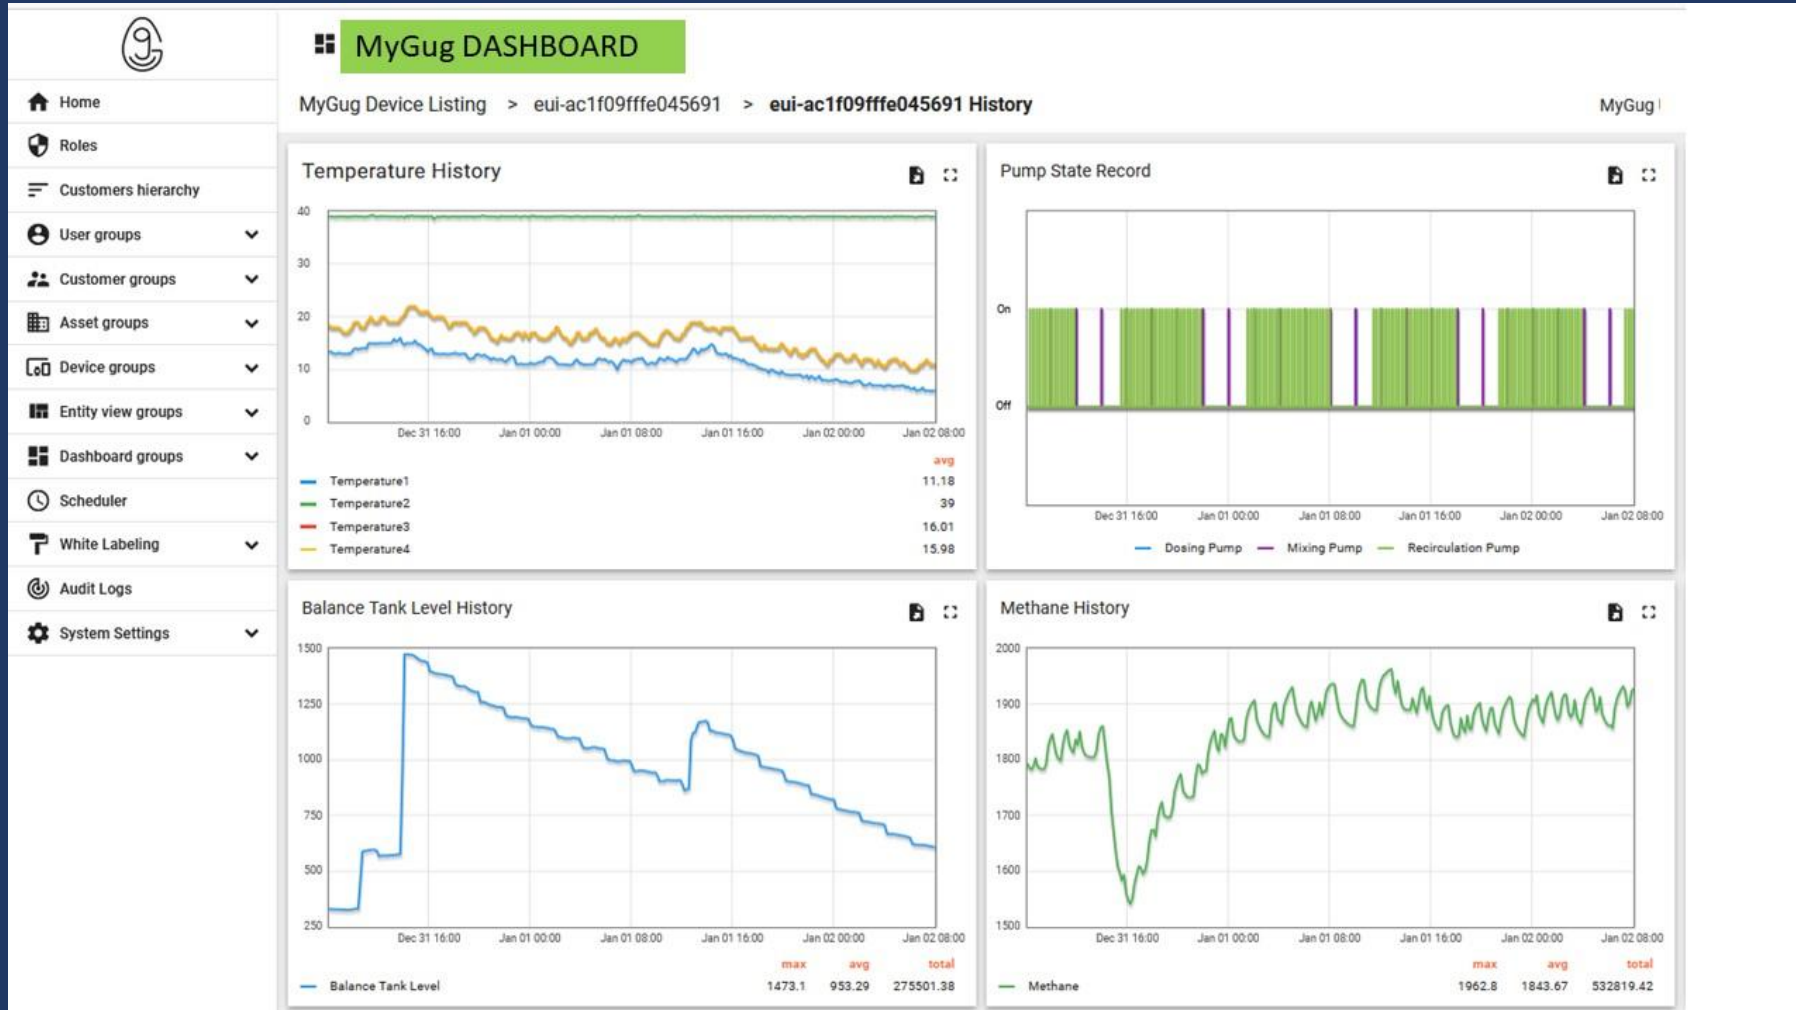 MyGug DASHBOARD
Home
Roles
Customers hierarchy
User groups
Customer groups
Asset groups
Device groups
Entity view groups
Dashboard groups
Scheduler
White Labeling
Audit Logs
System Settings
MyGug Device Listing > eui-ac1f09fffe045691 > eui-ac1f09fffe045691 History
MyGug
Temperature History
40
30
20
10
0
Dec 31 16:00 Jan 01 00:00 Jan 01 08:00 Jan 01 16:00 Jan 02 00:00 Jan 02 08:00
avg
Temperature1 11.18
Temperature2 39
Temperature3 16.01
Temperature4 15.98
Pump State Record
On
Off
Dec 31 16:00 Jan 01 00:00 Jan 01 08:00 Jan 01 16:00 Jan 02 00:00 Jan 02 08:00
Dosing Pump Mixing Pump Recirculation Pump
Balance Tank Level History
1500
1250
1000
750
500
250
Dec 31 16:00 Jan 01 00:00 Jan 01 08:00 Jan 01 16:00 Jan 02 00:00 Jan 02 08:00
max avg total
Balance Tank Level 1473.1 953.29 275501.38
Methane History
2000
1900
1800
1700
1600
1500
Dec 31 16:00 Jan 01 00:00 Jan 01 08:00 Jan 01 16:00 Jan 02 00:00 Jan 02 08:00
max avg total
Methane 1962.8 1843.67 532819.42